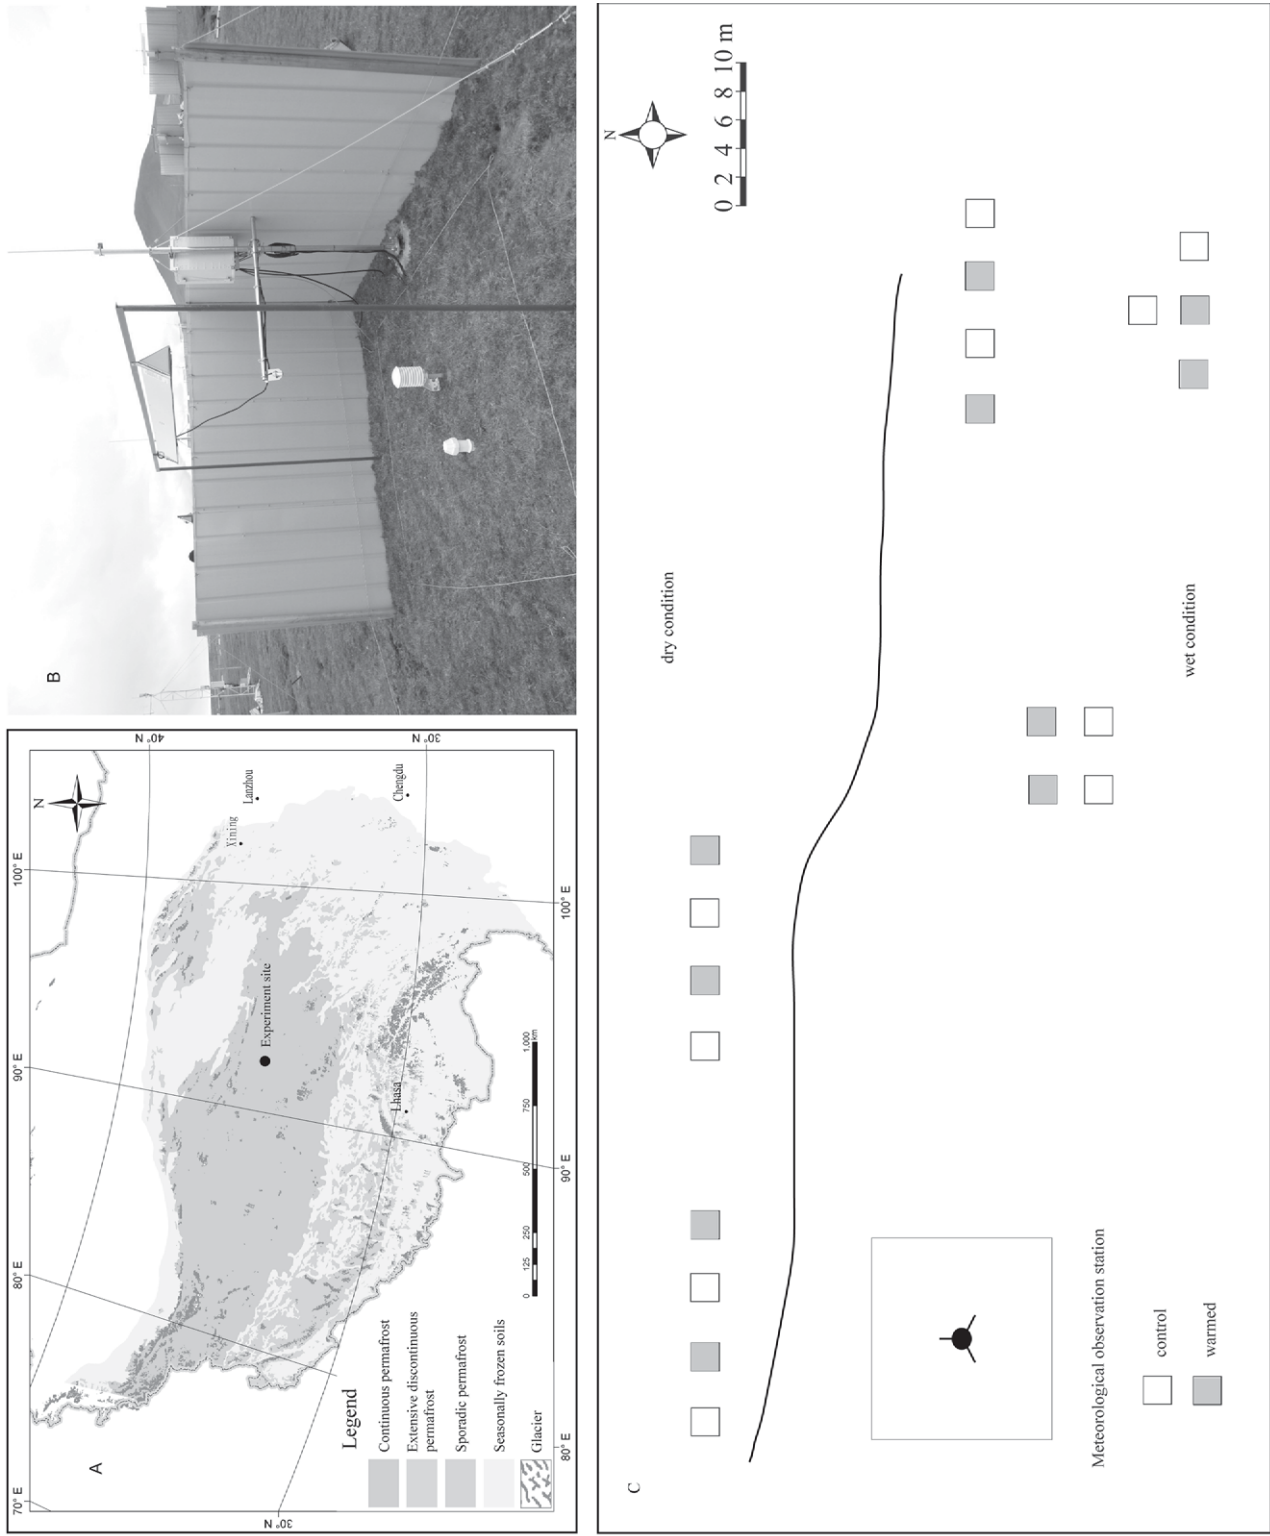 A
N
70° E
80° E
90° E
100° E
40° N
30° N
30° N
80° E
90° E
100° E
Xining
Lanzhou
Chengdu
Lhasa
Experiment site
Legend
Continuous permafrost
Extensive discontinuous
permafrost
Sporadic permafrost
Seasonally frozen soils
Glacier
0 125 250 500 750 1,000
km
B
C
N
0 2 4 6 8 10 m
dry condition
wet condition
Meteorological observation station
control
warmed